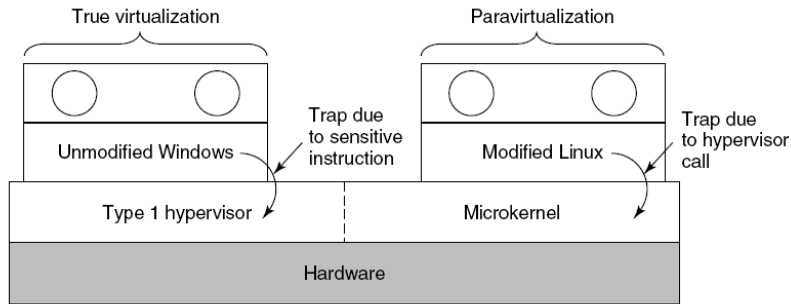 True virtualization
Paravirtualization
Trap due
to sensitive
instruction
Trap due
to hypervisor
call
Unmodified Windows
Modified Linux
Type 1 hypervisor
Microkernel
Hardware